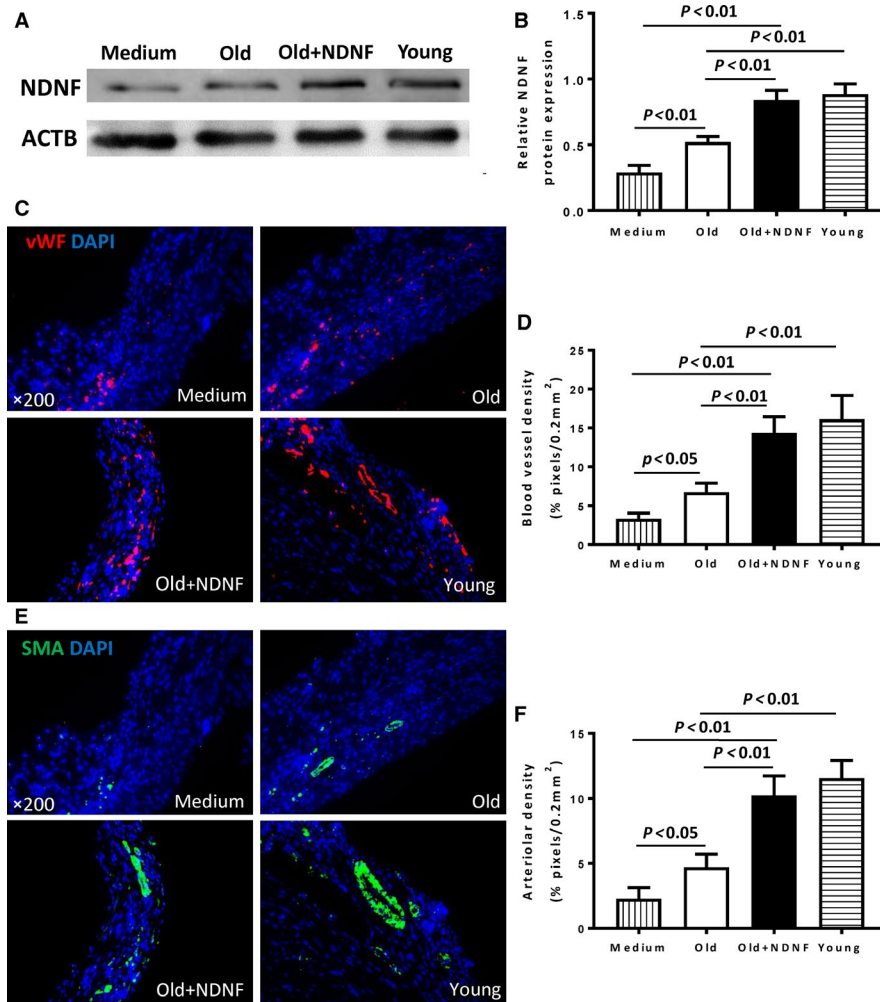 A
Medium Old Old+NDNF Young
NDNF
ACTB
B
Relative NDNF
protein expression
1.5
1.0
0.5
0.0
P<0.01
P<0.01
P<0.01
P<0.01
Medium Old Old+NDNF Young
C
vWF DAPI
×200
Medium
Old
Old+NDNF
Young
D
Blood vessel density
(% pixels/0.2mm²)
25
20
15
10
5
0
P<0.01
P<0.01
P<0.01
p<0.05
Medium Old Old+NDNF Young
E
SMA DAPI
×200
Medium
Old
Old+NDNF
Young
F
Arteriolar density
(% pixels/0.2mm²)
15
10
5
0
P<0.01
P<0.01
P<0.01
P<0.05
Medium Old Old+NDNF Young